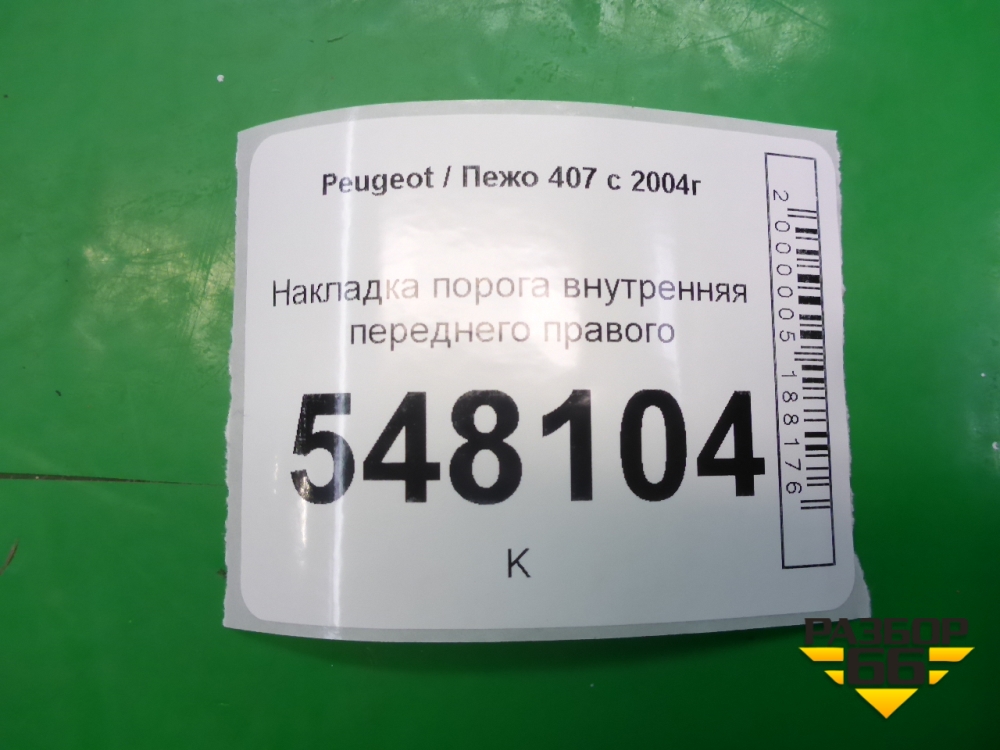 Peugeot / Пежо 407 с 2004г
Накладка порога внутренняя
переднего правого
548104
К
2000005188176
РАЗБОР
66